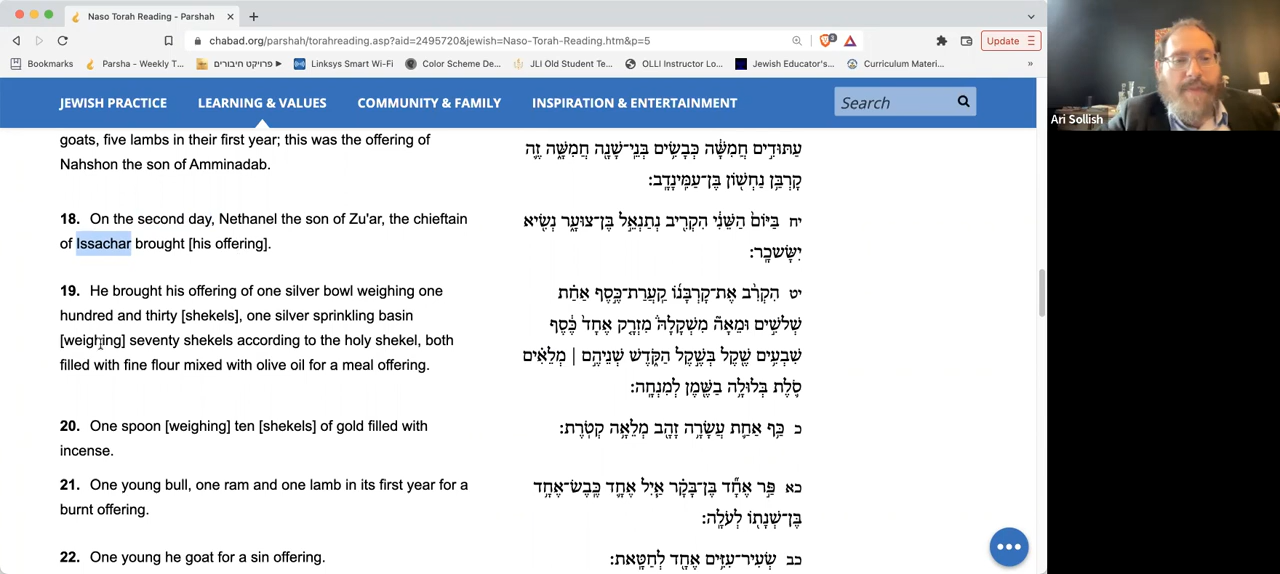 Naso Torah Reading - Parshah
chabad.org/parshah/torahreading.asp?aid=2495720&jewish=Naso-Torah-Reading.htm&p=5
Update
Bookmarks
Parsha - Weekly T...
פרויקט חיבורים
Linksys Smart Wi-Fi
Color Scheme De...
JLI Old Student Te...
OLLI Instructor Lo...
Jewish Educator's...
Curriculum Materi...
JEWISH PRACTICE
LEARNING & VALUES
COMMUNITY & FAMILY
INSPIRATION & ENTERTAINMENT
Search
Ari Sollish
goats, five lambs in their first year; this was the offering of
Nahshon the son of Amminadab.
עַתּוּדִ֣ים חֲמִשָּׁ֔ה כְּבָשִׂ֥ים בְּנֵֽי־שָׁנָ֖ה חֲמִשָּׁ֑ה זֶ֛ה
קָרְבַּ֥ן נַחְשׁ֖וֹן בֶּן־עַמִּֽינָדָֽב:
18. On the second day, Nethanel the son of Zu'ar, the chieftain
of Issachar brought [his offering].
יח בַּיּוֹם֙ הַשֵּׁנִ֔י הִקְרִ֖יב נְתַנְאֵ֣ל בֶּן־צוּעָ֑ר נְשִׂ֖יא
יִשָּׂשכָֽר:
19. He brought his offering of one silver bowl weighing one
hundred and thirty [shekels], one silver sprinkling basin
[weighing] seventy shekels according to the holy shekel, both
filled with fine flour mixed with olive oil for a meal offering.
יט הִקְרִ֨ב אֶת־קָרְבָּנ֜וֹ קַֽעֲרַת־כֶּ֣סֶף אַחַ֗ת
שְׁלשִׁ֣ים וּמֵאָה֘ מִשְׁקָלָהּ֒ מִזְרָ֤ק אֶחָד֙ כֶּ֔סֶף
שִׁבְעִ֥ים שֶׁ֖קֶל בְּשֶׁ֣קֶל הַקֹּ֑דֶשׁ שְׁנֵיהֶ֣ם | מְלֵאִ֗ים
סֹ֛לֶת בְּלוּלָ֥ה בַשֶּׁ֖מֶן לְמִנְחָֽה:
20. One spoon [weighing] ten [shekels] of gold filled with
incense.
כ כַּ֥ף אַחַ֛ת עֲשָׂרָ֥ה זָהָ֖ב מְלֵאָ֥ה קְטֹֽרֶת:
21. One young bull, one ram and one lamb in its first year for a
burnt offering.
כא פַּ֣ר אֶחָ֞ד בֶּן־בָּקָ֗ר אַ֧יִל אֶחָ֛ד כֶּֽבֶשׂ־אֶחָ֥ד
בֶּן־שְׁנָת֖וֹ לְעֹלָֽה:
22. One young he goat for a sin offering.
כב שְׂעִיר־עִזִּ֥ים אֶחָ֖ד לְחַטָּֽאת: